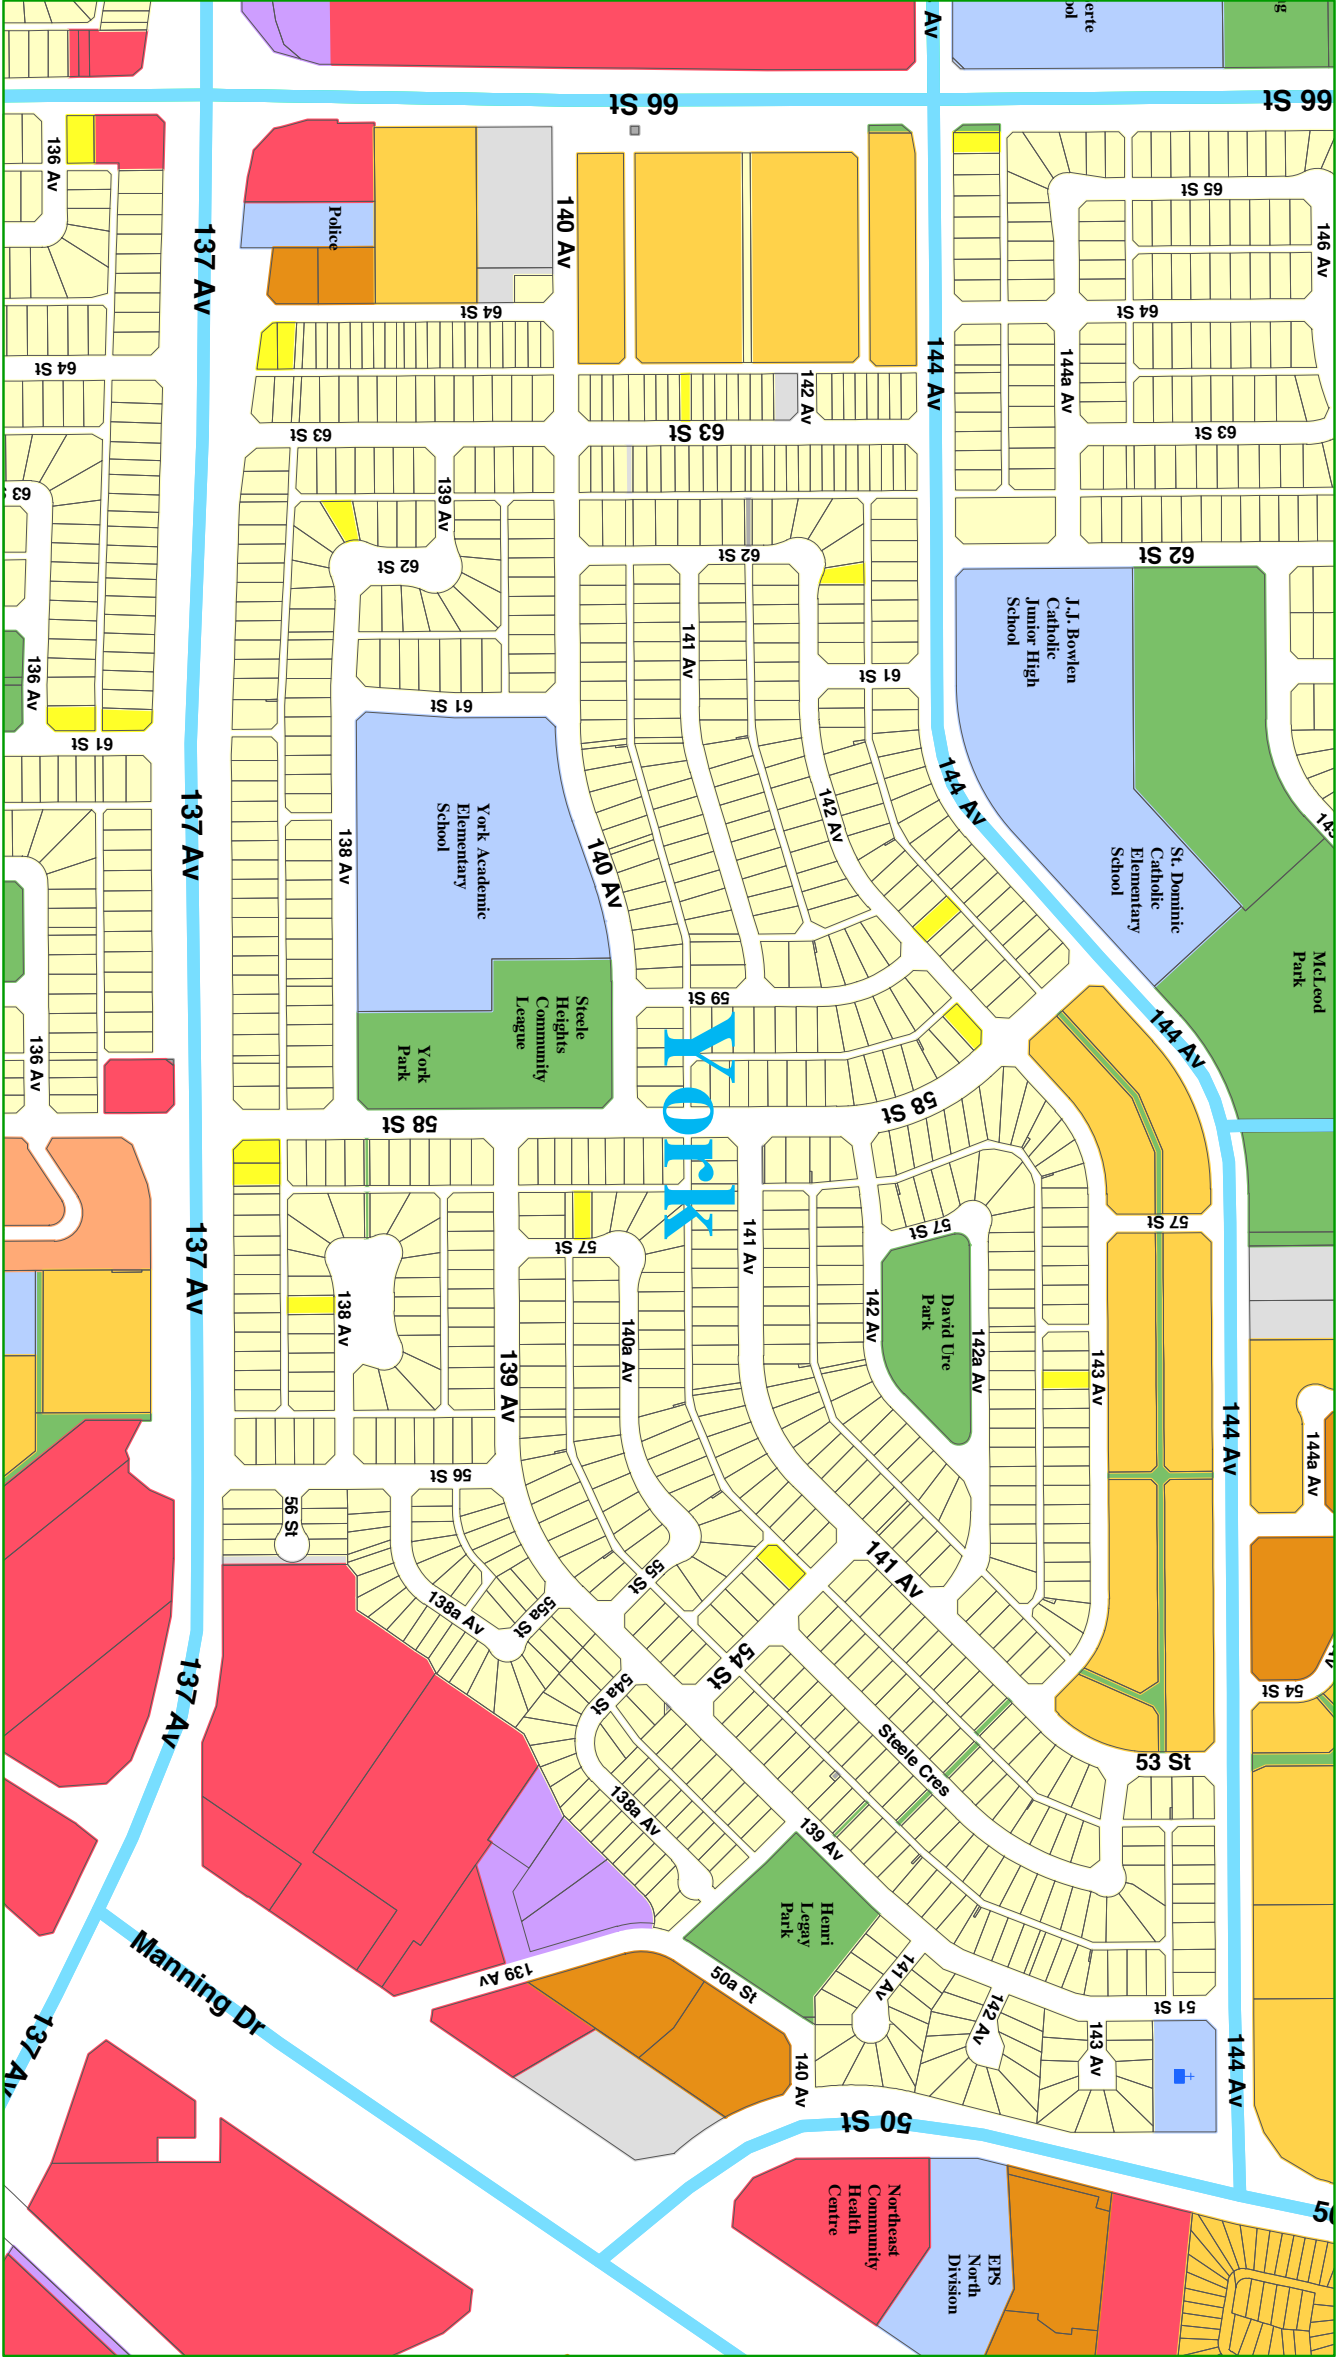 Av
66 St
66 St
136 Av
137 Av
Police
140 Av
65 St
146 Av
64 St
64 St
64 St
144 Av
144a Av
142 Av
63 St
63 St
63 St
139 Av
62 St
62 St
62 St
J.J. Bowlen
Catholic
Junior High
School
141 Av
136 Av
61 St
61 St
61 St
137 Av
138 Av
York Academic
Elementary
School
140 Av
142 Av
144 Av
St. Dominic
Catholic
Elementary
School
McLeod
Park
59 St
Steele
Heights
Community
League
York
Park
York
136 Av
144 Av
58 St
58 St
57 St
57 St
57 St
137 Av
138 Av
139 Av
140a Av
141 Av
142 Av
David Ure
Park
142a Av
143 Av
144 Av
144a Av
56 St
56 St
138a Av
55a St
55 St
141 Av
54 St
54 St
54a St
137 Av
138a Av
Steele Cres
53 St
139 Av
Henri
Legay
Park
139 Av
50a St
141 Av
142 Av
143 Av
51 St
144 Av
140 Av
50 St
Manning Dr
137 Av
Northeast
Community
Health
Centre
EPS
North
Division